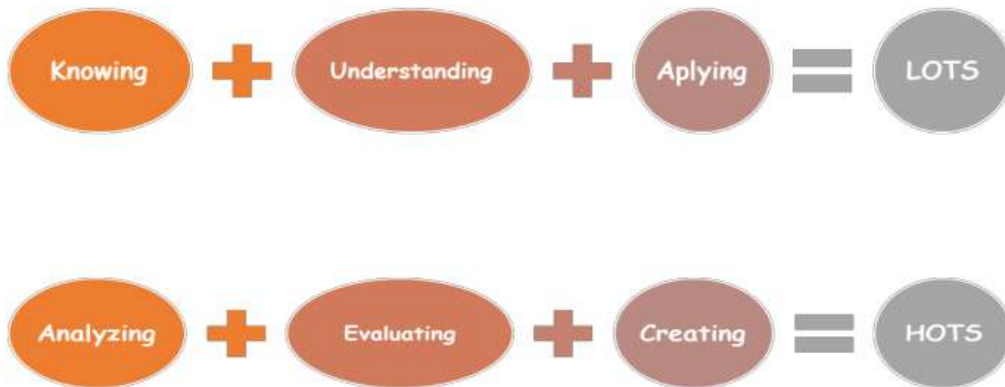 Knowing + Understanding + Aplying = LOTS
Analyzing + Evaluating + Creating = HOTS